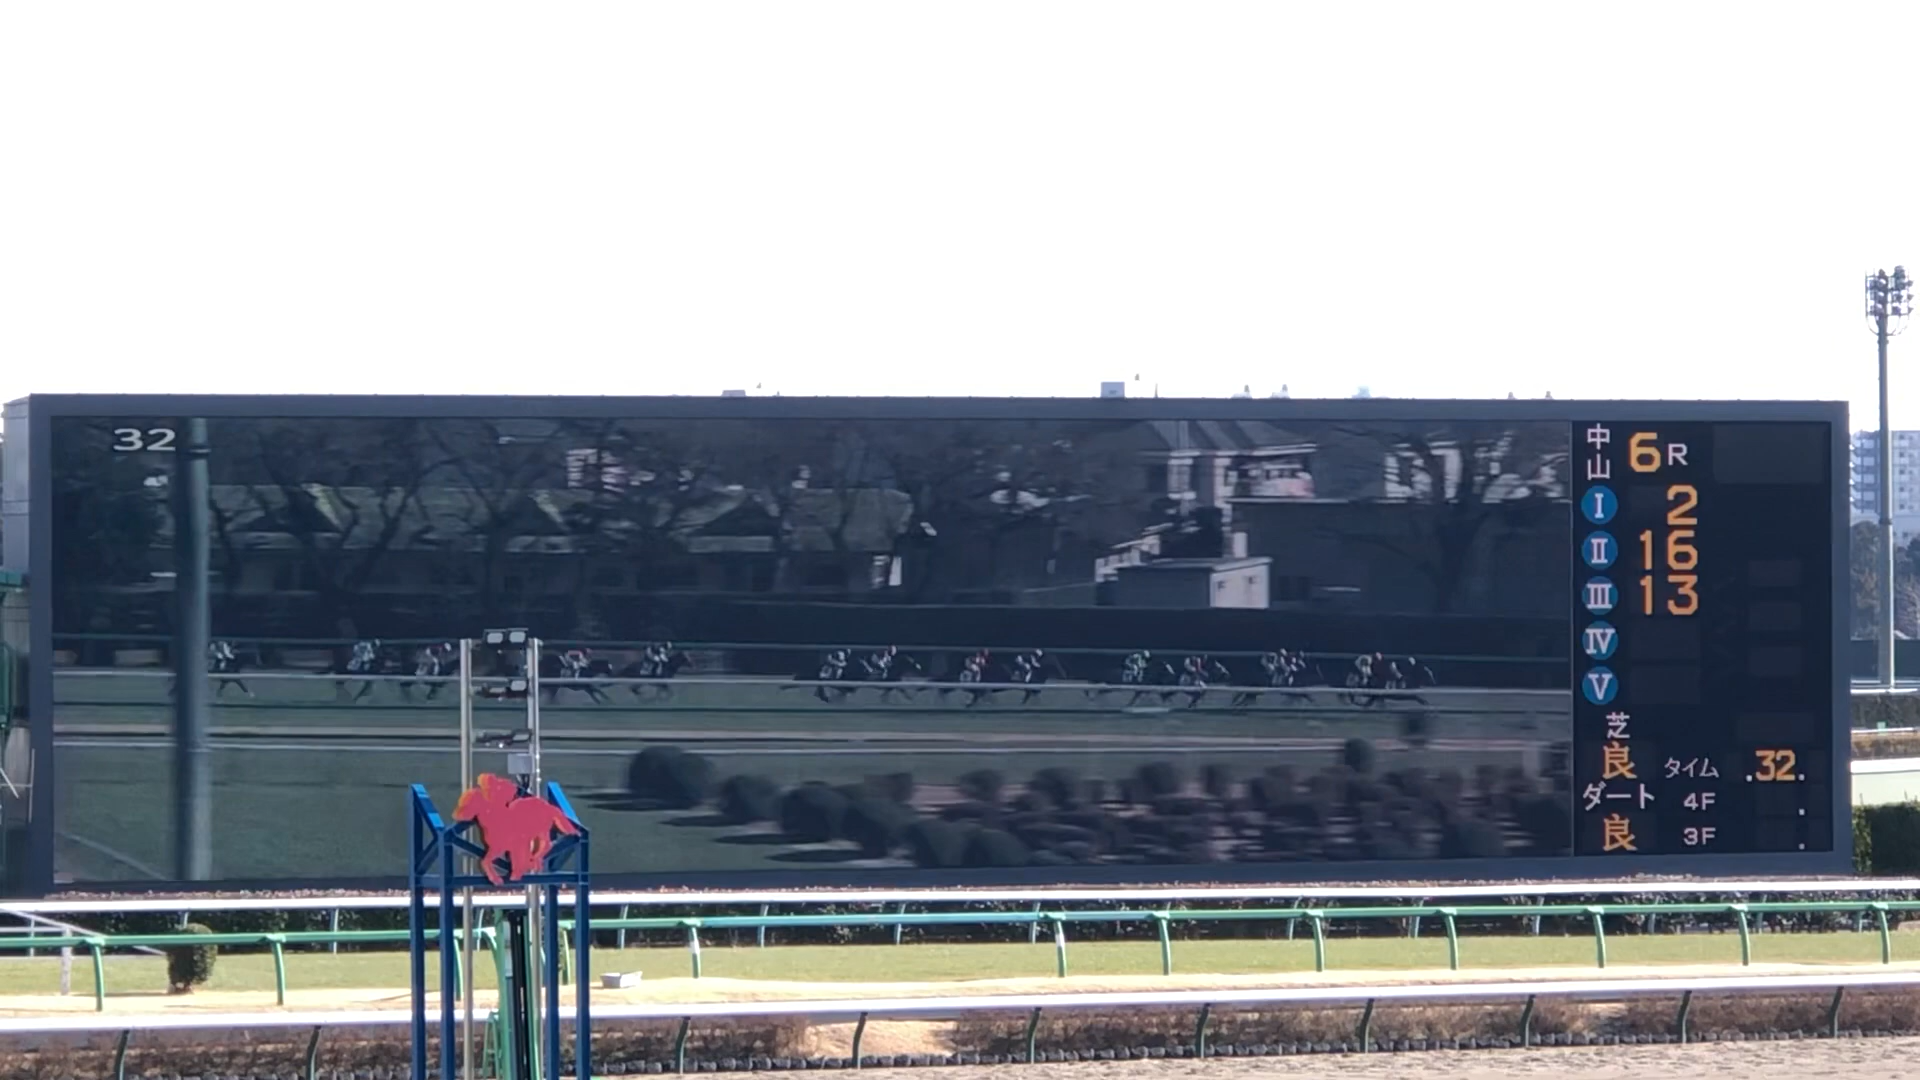 32
中山 6R
Ⅰ 2
Ⅱ 16
Ⅲ 13
Ⅳ
Ⅴ
芝
良 タイム .32.
ダート 4F .
良 3F .